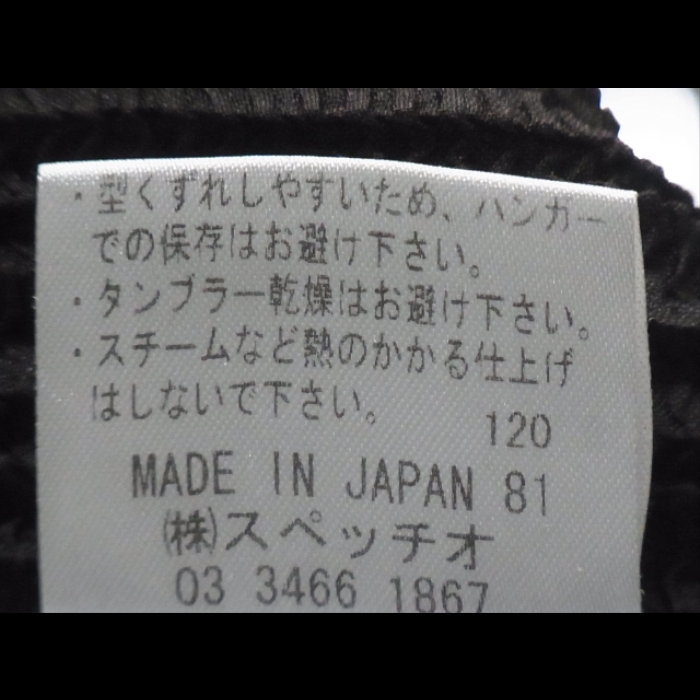 ・型くずれしやすいため、ハンカー
での保存はお避け下さい。
・タンブラー乾燥はお避け下さい。
・スチームなど熱のかかる仕上げ
はしないで下さい。
120
MADE IN JAPAN 81
㈱スペッチオ
03 3466 1867